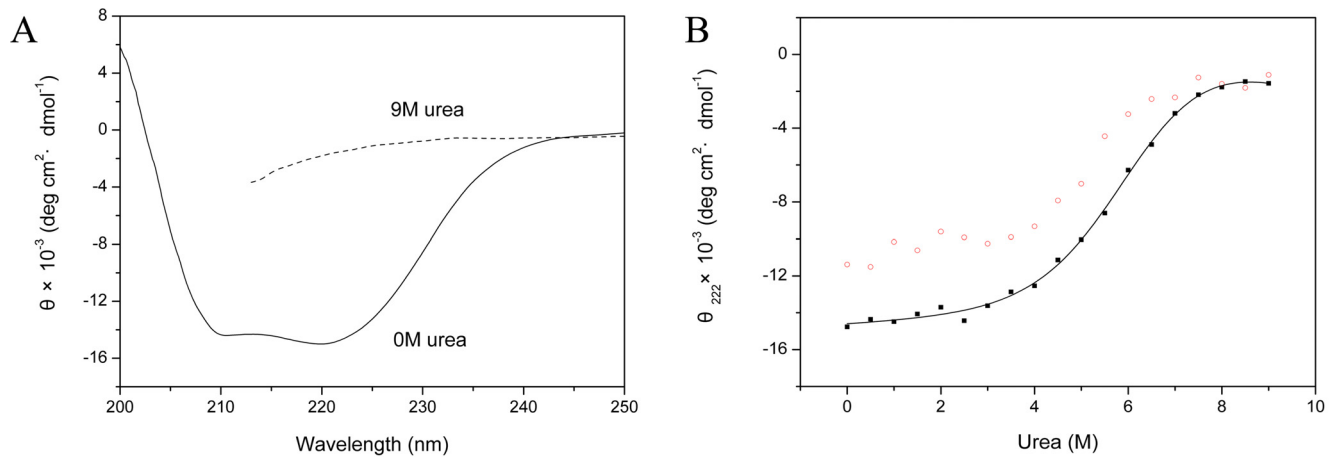 A
8
4
0
-4
-8
-12
-16
θ × 10⁻³ (deg cm²· dmol⁻¹)
9M urea
0M urea
200 210 220 230 240 250
Wavelength (nm)
B
0
-4
-8
-12
-16
θ ₂₂₂× 10⁻³ (deg cm²· dmol⁻¹)
0 2 4 6 8 10
Urea (M)